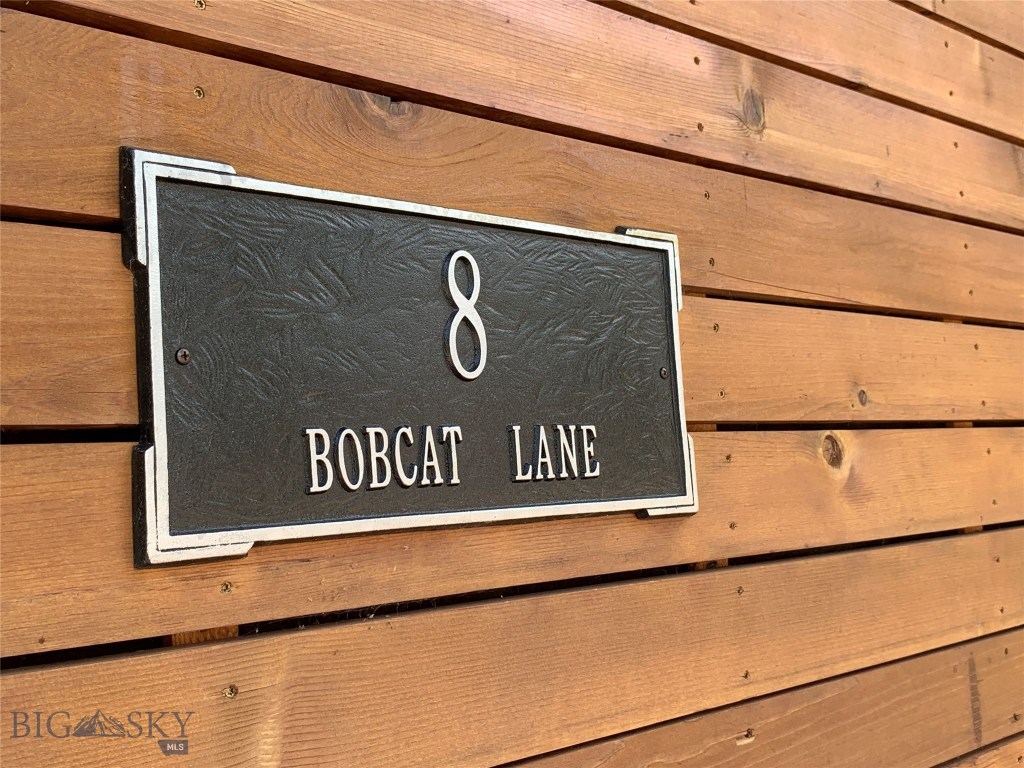 8
BOBCAT LANE
BIG SKY
MLS